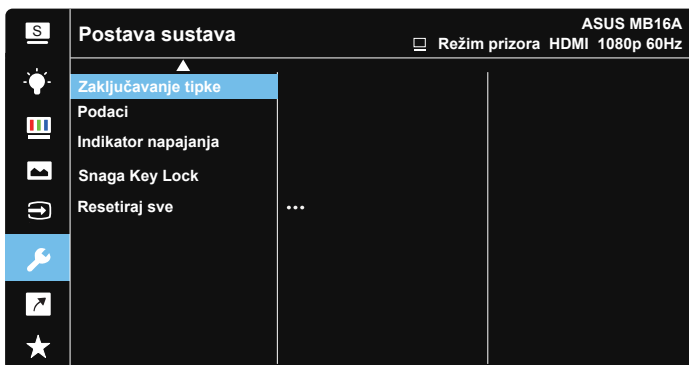 S
Postava sustava
ASUS MB16A
Režim prizora HDMI 1080p 60Hz
Zaključavanje tipke
Podaci
Indikator napajanja
Snaga Key Lock
Resetiraj sve
...